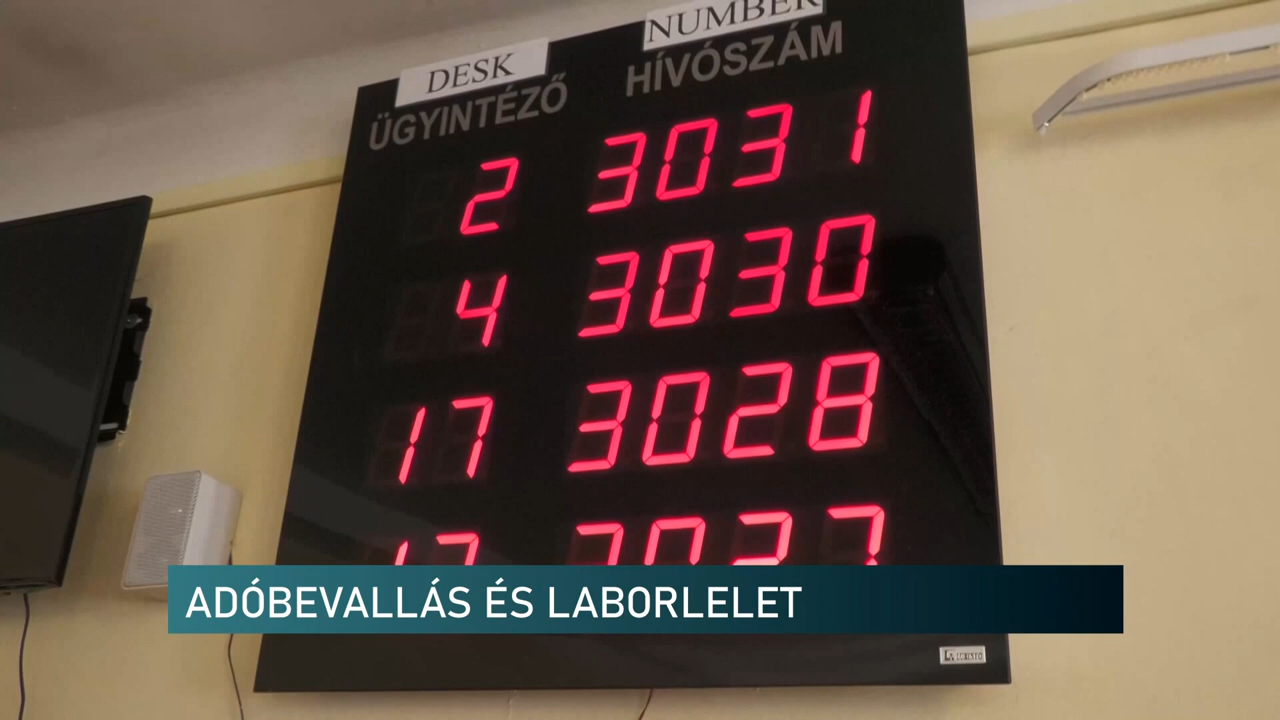 DESK NUMBER
ÜGYINTÉZŐ HÍVÓSZÁM
2 3031
4 3030
17 3028
ADÓBEVALLÁS ÉS LABORLELET